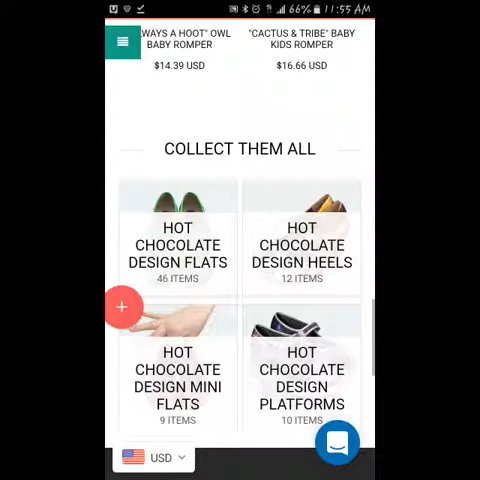 66% 11:55 AM
WAYS A HOOT" OWL
BABY ROMPER
$14.39 USD
"CACTUS & TRIBE" BABY
KIDS ROMPER
$16.66 USD
COLLECT THEM ALL
HOT
CHOCOLATE
DESIGN FLATS
46 ITEMS
HOT
CHOCOLATE
DESIGN HEELS
12 ITEMS
+
HOT
CHOCOLATE
DESIGN MINI
FLATS
9 ITEMS
HOT
CHOCOLATE
DESIGN
PLATFORMS
10 ITEMS
USD